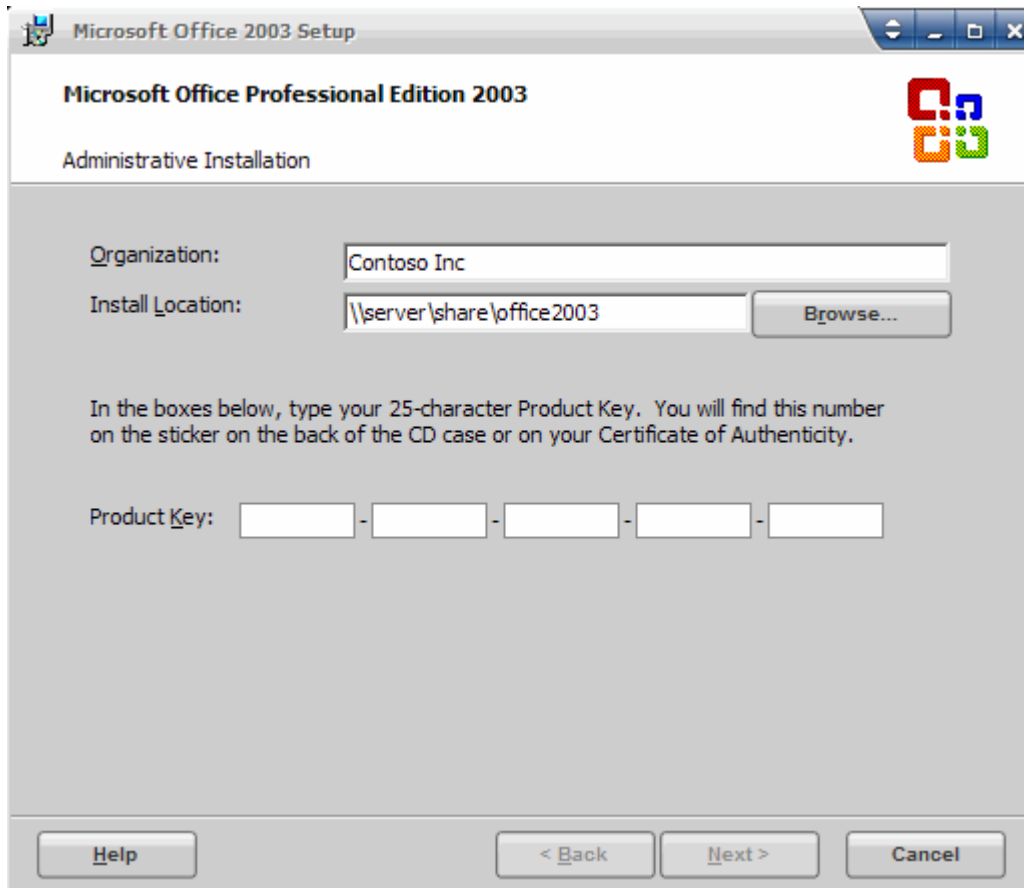 Microsoft Office 2003 Setup
Microsoft Office Professional Edition 2003
Administrative Installation
Organization: Contoso Inc
Install Location: \\server\share\office2003 Browse...
In the boxes below, type your 25-character Product Key. You will find this number
on the sticker on the back of the CD case or on your Certificate of Authenticity.
Product Key: - - - -
Help < Back Next > Cancel